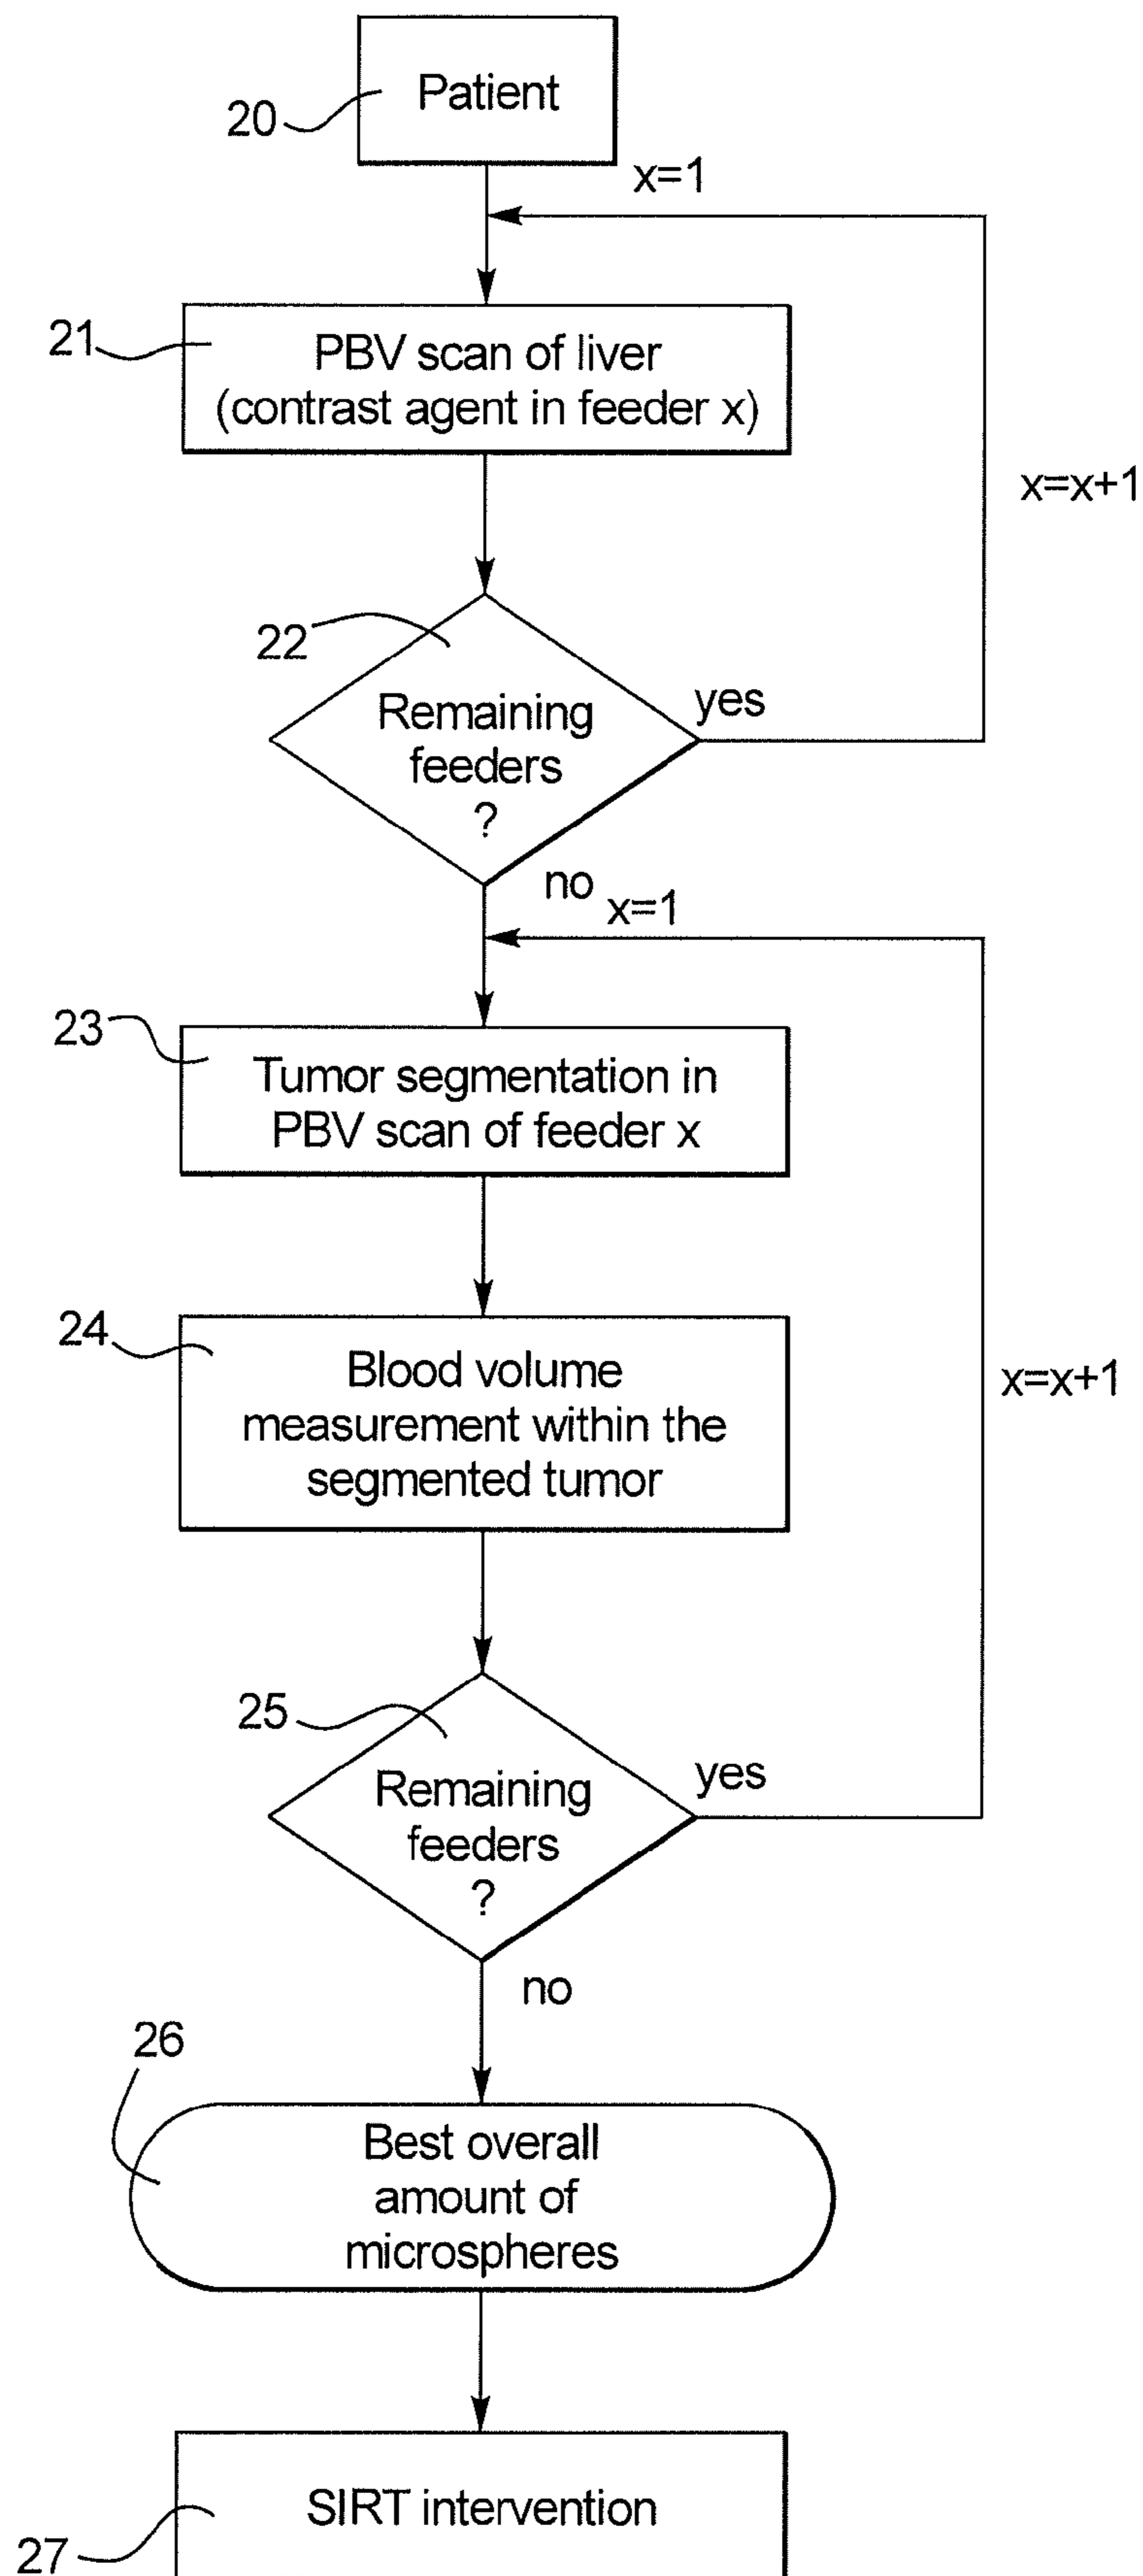 Patient
20
x=1
21
PBV scan of liver
(contrast agent in feeder x)
x=x+1
22
Remaining
feeders
?
yes
no
x=1
23
Tumor segmentation in
PBV scan of feeder x
24
Blood volume
measurement within the
segmented tumor
x=x+1
25
Remaining
feeders
?
yes
no
26
Best overall
amount of
microspheres
SIRT intervention
27